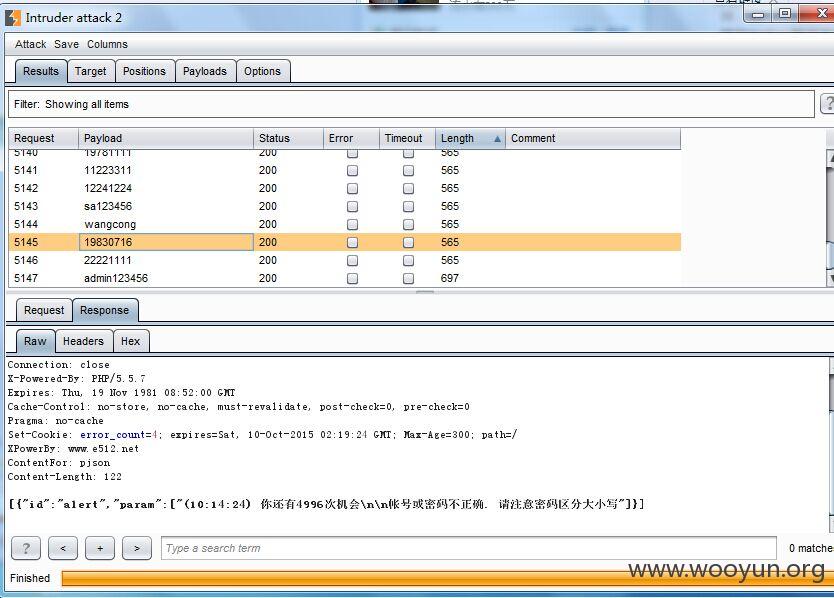 Intruder attack 2
Attack Save Columns
Results Target Positions Payloads Options
Filter: Showing all items
?
Request Payload Status Error Timeout Length Comment
5140 19781111 200 565
5141 11223311 200 565
5142 12241224 200 565
5143 sa123456 200 565
5144 wangcong 200 565
5145 19830716 200 565
5146 22221111 200 565
5147 admin123456 200 697
Request Response
Raw Headers Hex
Connection: close
X-Powered-By: PHP/5.5.7
Expires: Thu, 19 Nov 1981 08:52:00 GMT
Cache-Control: no-store, no-cache, must-revalidate, post-check=0, pre-check=0
Pragma: no-cache
Set-Cookie: error_count=4; expires=Sat, 10-Oct-2015 02:19:24 GMT; Max-Age=300; path=/
XPowerBy: www.e512.net
ContentFor: pjson
Content-Length: 122
[{"id":"alert","param":["(10:14:24) 你还有4996次机会\n\n帐号或密码不正确. 请注意密码区分大小写"]}]
? < + > Type a search term 0 matche
www.wooyun.org
Finished